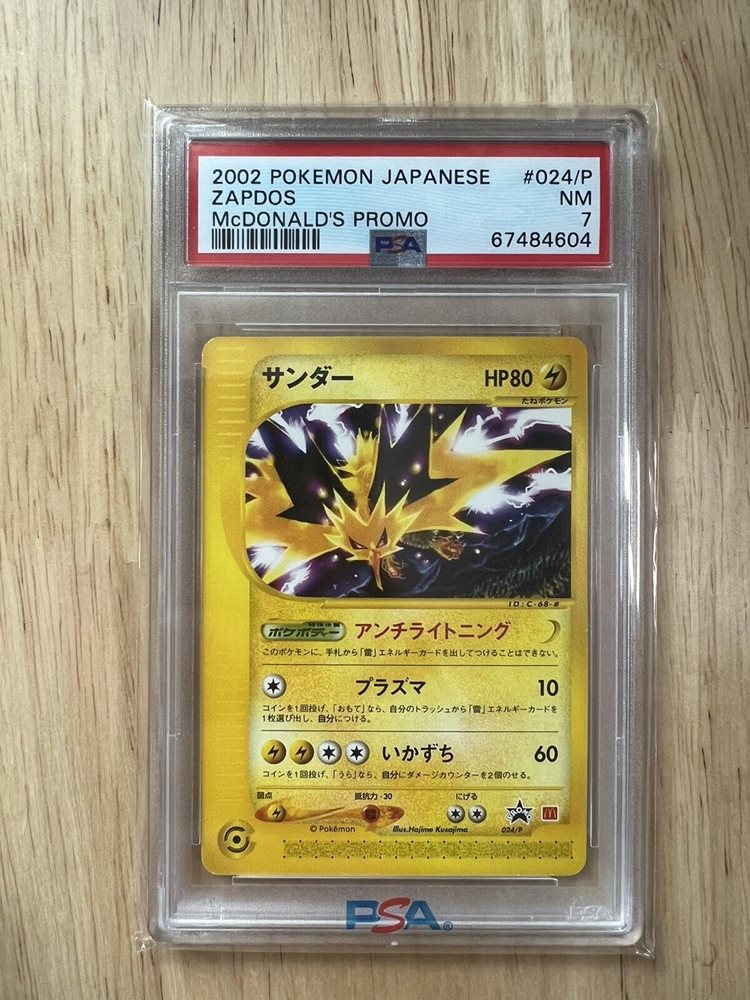 2002 POKEMON JAPANESE #024/P
ZAPDOS NM
McDONALD'S PROMO 7
PSA 67484604
サンダー HP80
たねポケモン
ID:C-68-#
特殊体質
ポケボディー アンチライトニング
このポケモンに、手札から「雷」エネルギーカードを出してつけることはできない。
プラズマ 10
コインを1回投げ、「おもて」なら、自分のトラッシュから「雷」エネルギーカードを
1枚選び出し、自分につける。
いかずち 60
コインを1回投げ、「うら」なら、自分にダメージカウンターを2個のせる。
弱点 抵抗力 -30 にげる
PROMO
© Pokémon Illus.Hajime Kusajima 024/P
PSA®